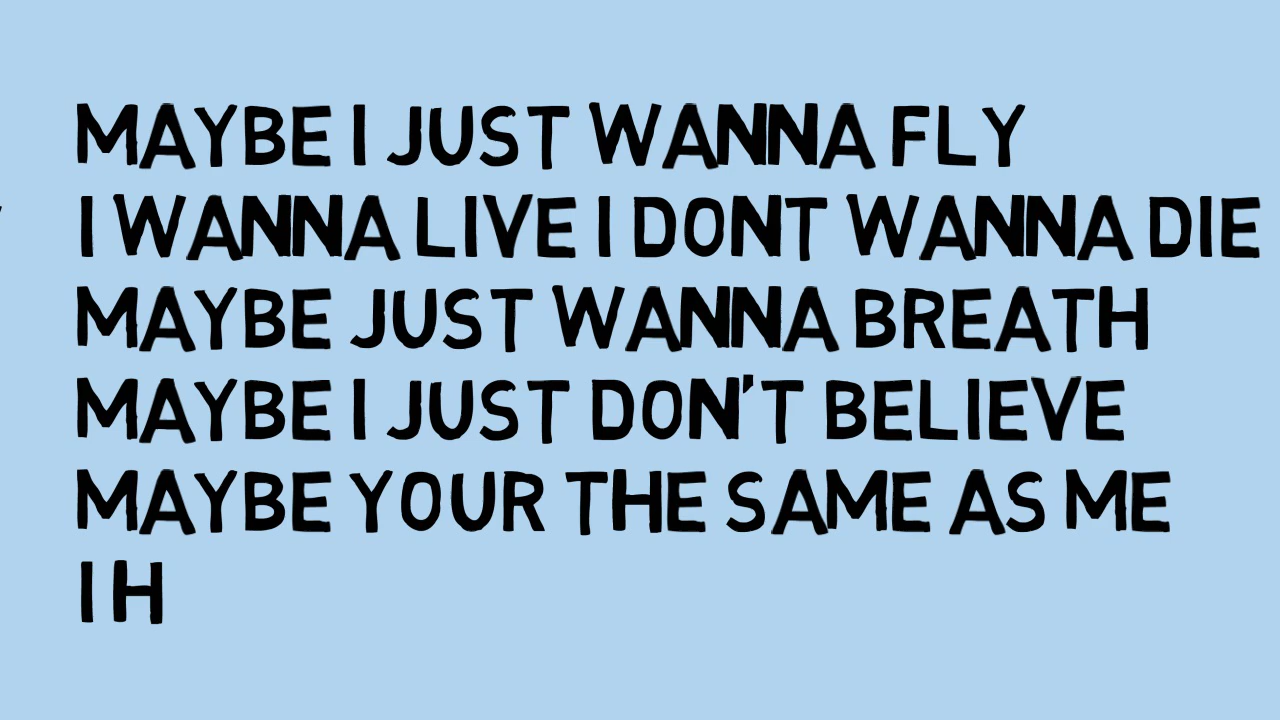 MAYBE I JUST WANNA FLY
I WANNA LIVE I DONT WANNA DIE
MAYBE JUST WANNA BREATH
MAYBE I JUST DON'T BELIEVE
MAYBE YOUR THE SAME AS ME
I H